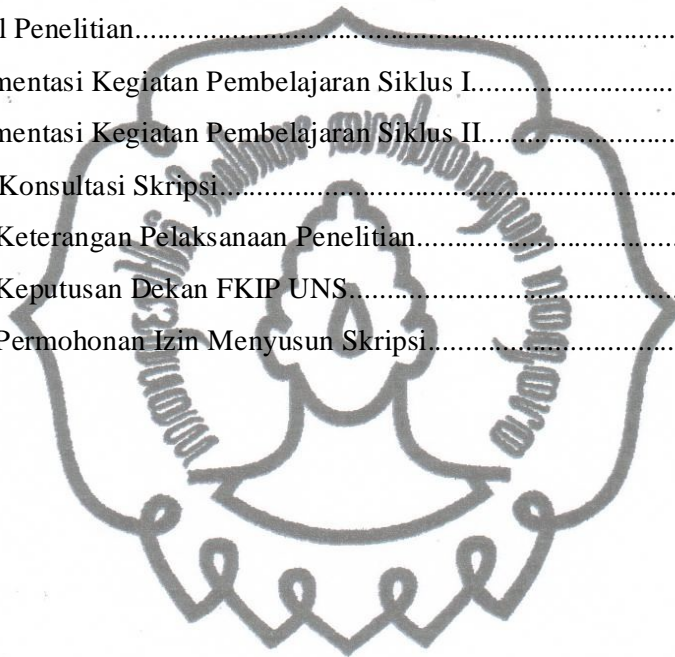 l Penelitian
mentasi Kegiatan Pembelajaran Siklus I
mentasi Kegiatan Pembelajaran Siklus II
Konsultasi Skripsi
Keterangan Pelaksanaan Penelitian
Keputusan Dekan FKIP UNS
Permohonan Izin Menyusun Skripsi